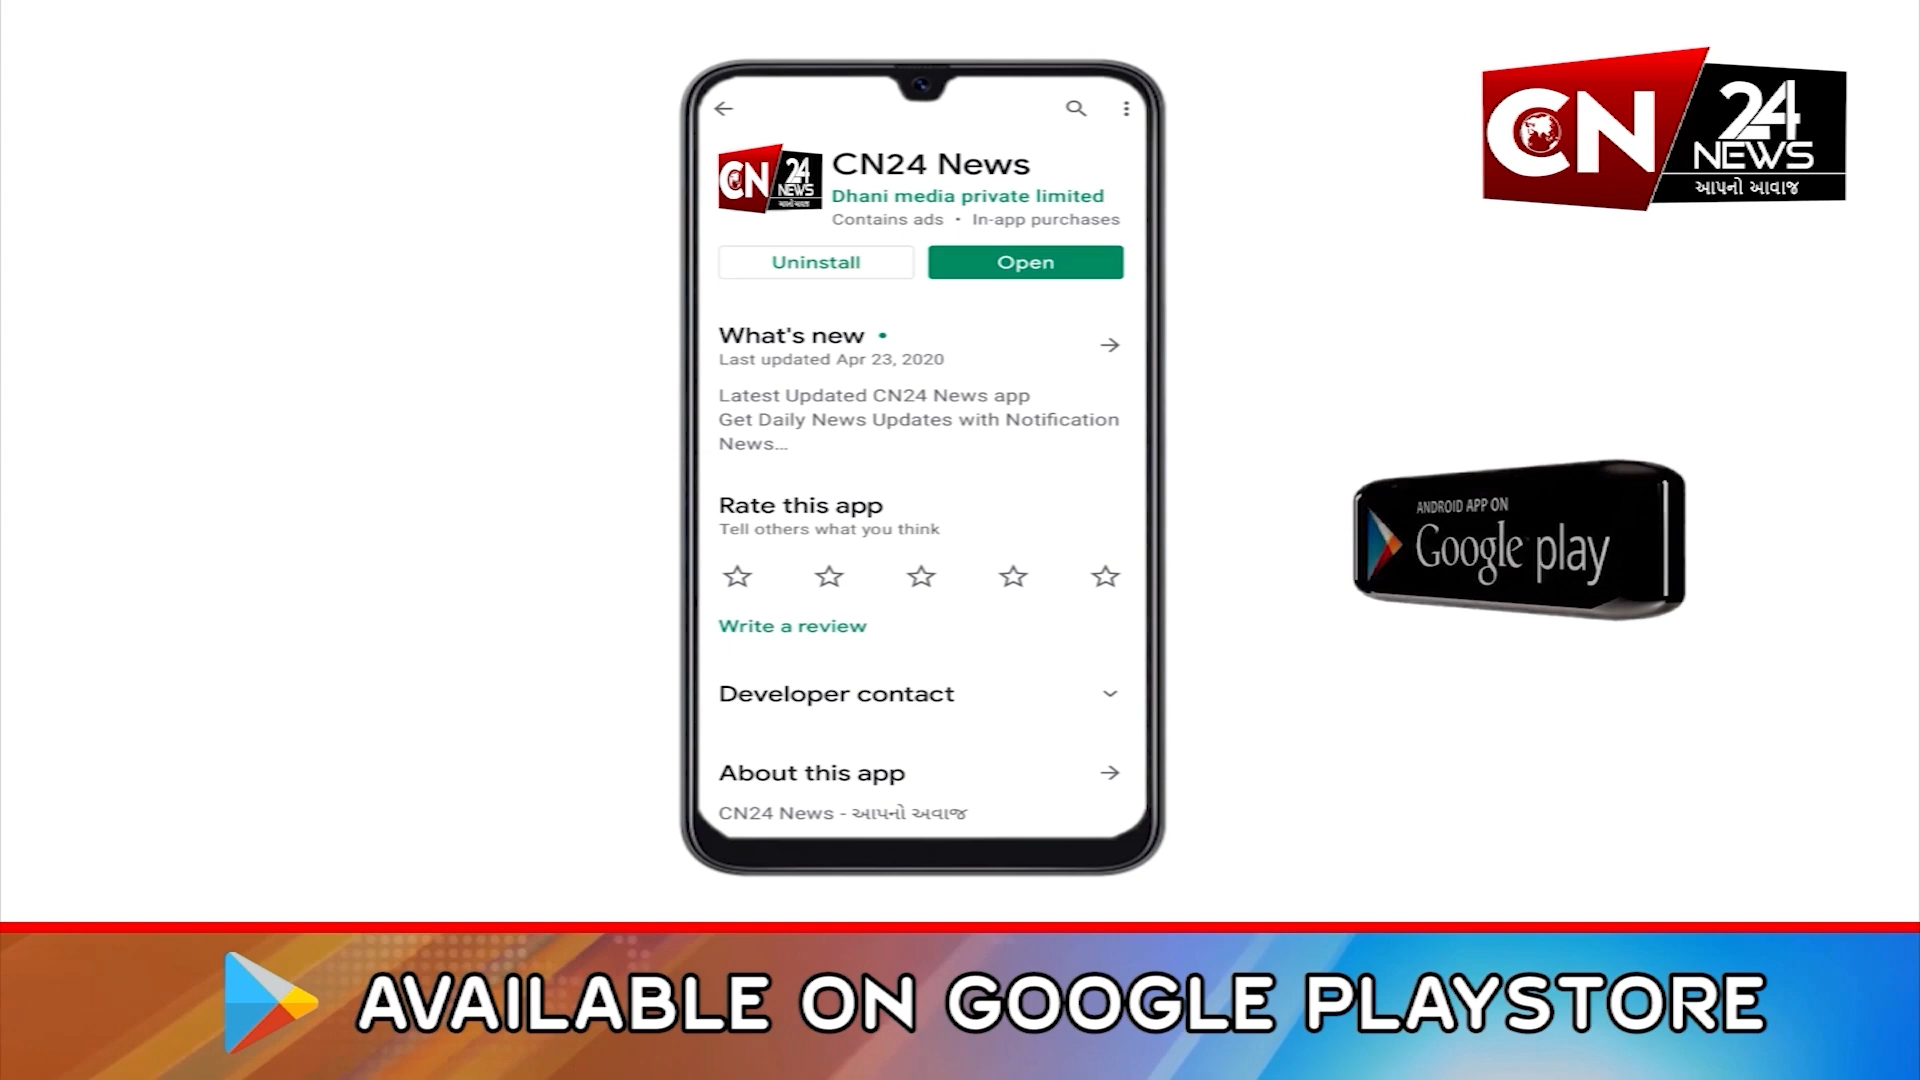 CN24 News
Dhani media private limited
Contains ads • In-app purchases
Uninstall
Open
What's new •
Last updated Apr 23, 2020
Latest Updated CN24 News app
Get Daily News Updates with Notification
News...
Rate this app
Tell others what you think
Write a review
Developer contact
About this app
CN24 News - આપનો અવાજ
CN 24
NEWS
CN
24
NEWS
આપનો અવાજ
ANDROID APP ON
Google play
AVAILABLE ON GOOGLE PLAYSTORE